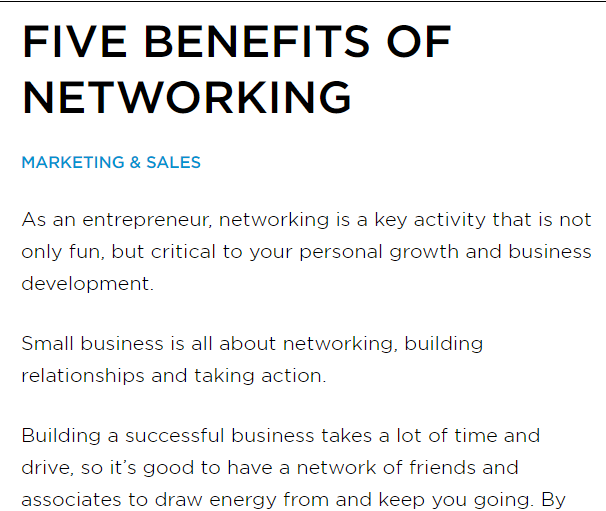 FIVE BENEFITS OF
NETWORKING
MARKETING & SALES
As an entrepreneur, networking is a key activity that is not
only fun, but critical to your personal growth and business
development.
Small business is all about networking, building
relationships and taking action.
Building a successful business takes a lot of time and
drive, so it’s good to have a network of friends and
associates to draw energy from and keep you going. By